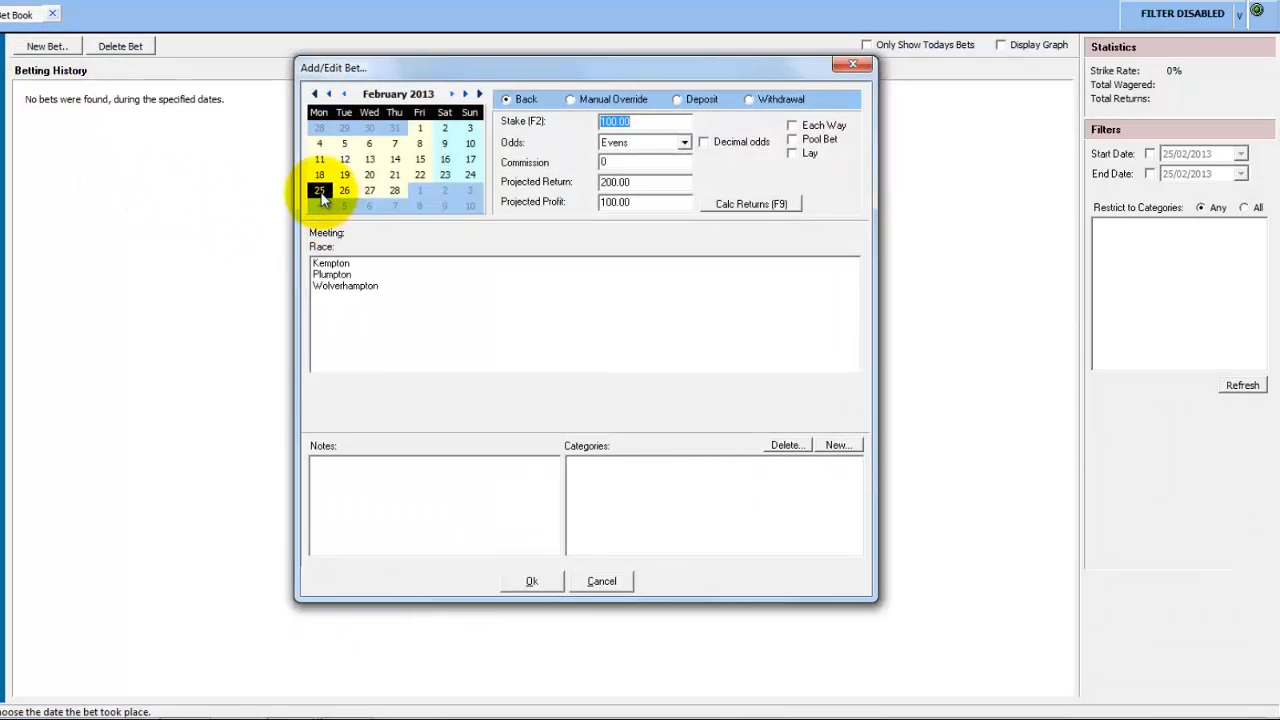 et Book
FILTER DISABLED
New Bet..
Delete Bet
Only Show Todays Bets
Display Graph
Betting History
No bets were found, during the specified dates.
Statistics
Strike Rate: 0%
Total Wagered:
Total Returns:
Filters
Start Date: 25/02/2013
End Date: 25/02/2013
Restrict to Categories: Any All
Refresh
Add/Edit Bet...
February 2013
Mon Tue Wed Thu Fri Sat Sun
28 29 30 31 1 2 3
4 5 6 7 8 9 10
11 12 13 14 15 16 17
18 19 20 21 22 23 24
25 26 27 28 1 2 3
4 5 6 7 8 9 10
Back Manual Override Deposit Withdrawal
Stake (F2): 100.00
Odds: Evens Decimal odds
Commission 0
Projected Return: 200.00
Projected Profit: 100.00
Each Way
Pool Bet
Lay
Calc Returns (F9)
Meeting:
Race:
Kempton
Plumpton
Wolverhampton
Notes:
Categories:
Delete...
New...
Ok
Cancel
hoose the date the bet took place.